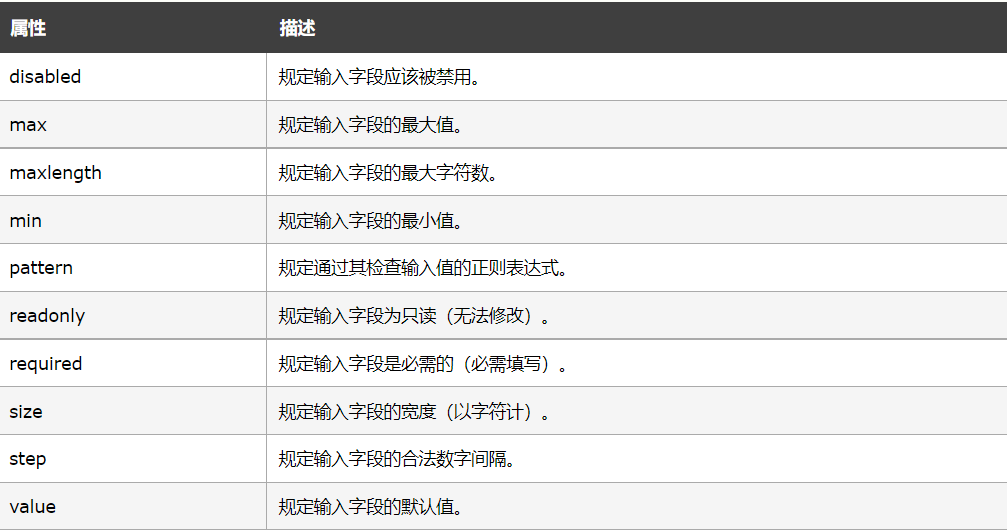 属性 描述
disabled 规定输入字段应该被禁用。
max 规定输入字段的最大值。
maxlength 规定输入字段的最大字符数。
min 规定输入字段的最小值。
pattern 规定通过其检查输入值的正则表达式。
readonly 规定输入字段为只读（无法修改）。
required 规定输入字段是必需的（必需填写）。
size 规定输入字段的宽度（以字符计）。
step 规定输入字段的合法数字间隔。
value 规定输入字段的默认值。